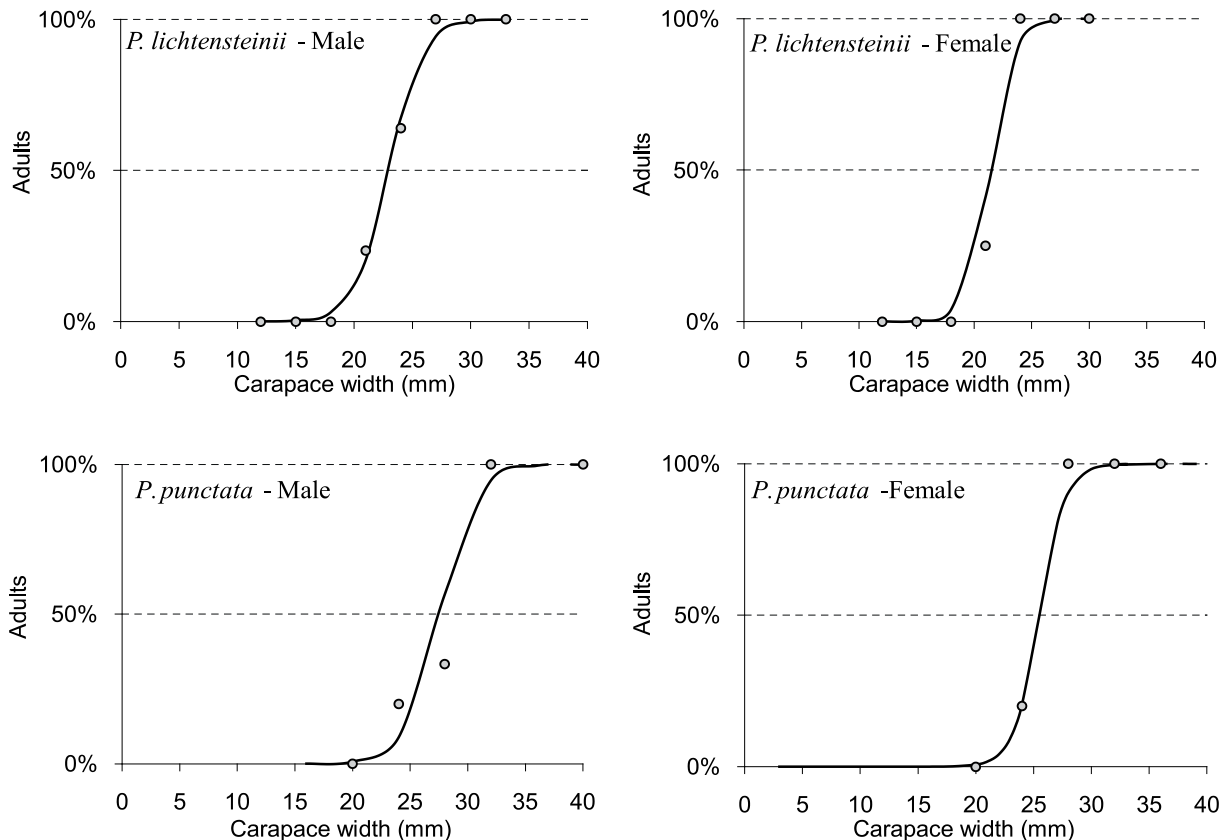 100%
P. lichtensteinii - Male
Adults
50%
0%
0 5 10 15 20 25 30 35 40
Carapace width (mm)
100%
P. lichtensteinii - Female
Adults
50%
0%
0 5 10 15 20 25 30 35 40
Carapace width (mm)
100%
P. punctata - Male
Adults
50%
0%
0 5 10 15 20 25 30 35 40
Carapace width (mm)
100%
P. punctata -Female
Adults
50%
0%
0 5 10 15 20 25 30 35 40
Carapace width (mm)